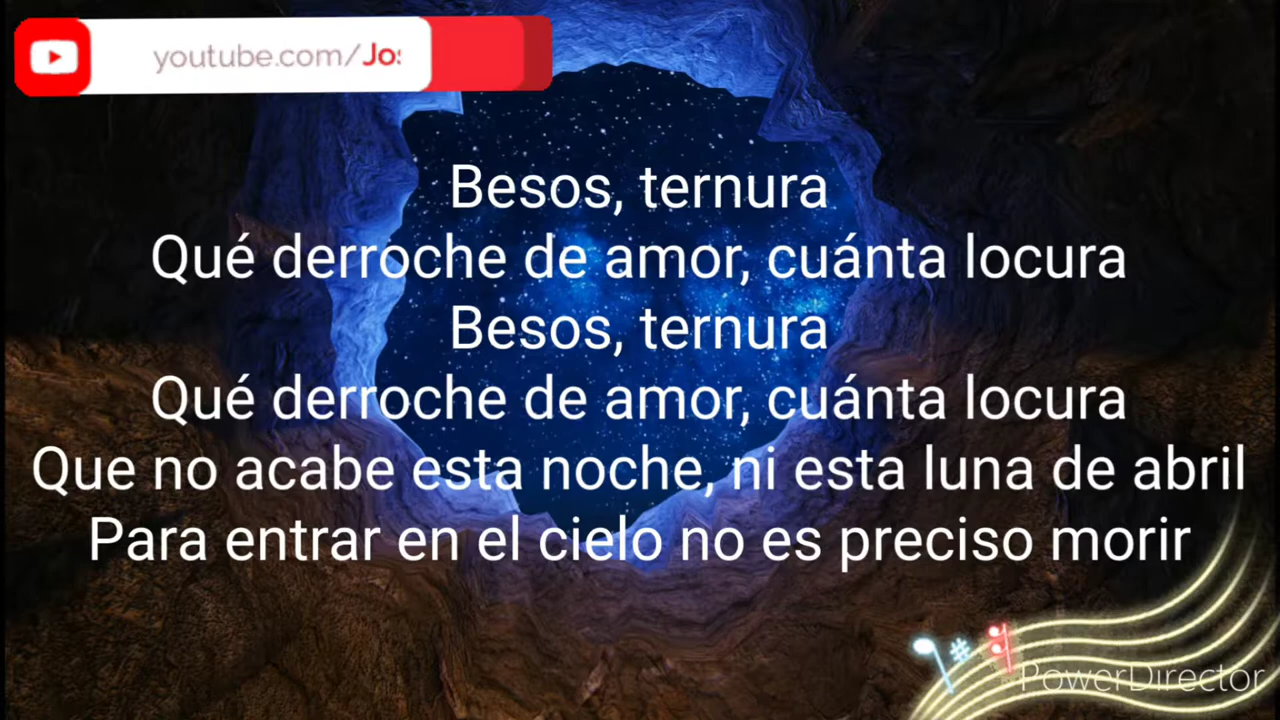 youtube.com/Jos
Besos, ternura
Qué derroche de amor, cuánta locura
Besos, ternura
Qué derroche de amor, cuánta locura
Que no acabe esta noche, ni esta luna de abril
Para entrar en el cielo no es preciso morir
PowerDirector